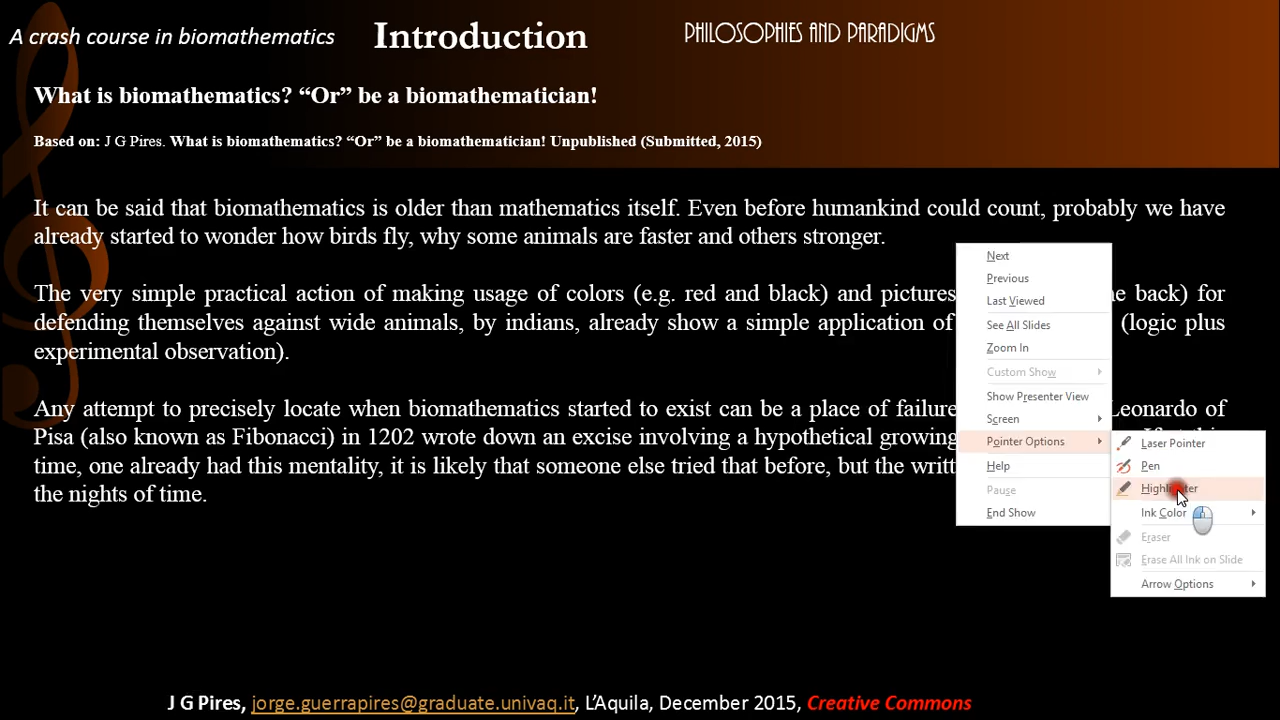 A crash course in biomathematics
Introduction
PHILOSOPHIES AND PARADIGMS
What is biomathematics? “Or” be a biomathematician!
Based on: J G Pires. What is biomathematics? “Or” be a biomathematician! Unpublished (Submitted, 2015)
It can be said that biomathematics is older than mathematics itself. Even before humankind could count, probably we have
already started to wonder how birds fly, why some animals are faster and others stronger.
The very simple practical action of making usage of colors (e.g. red and black) and pictures back) for
defending themselves against wide animals, by indians, already show a simple application of (logic plus
experimental observation).
Any attempt to precisely locate when biomathematics started to exist can be a place of failure Leonardo of
Pisa (also known as Fibonacci) in 1202 wrote down an excise involving a hypothetical growing
time, one already had this mentality, it is likely that someone else tried that before, but the
the nights of time.
Next
Previous
Last Viewed
See All Slides
Zoom In
Custom Show
Show Presenter View
Screen
Pointer Options
Help
Pause
End Show
Laser Pointer
Pen
Highlighter
Ink Color
Eraser
Erase All Ink on Slide
Arrow Options
J G Pires, jorge.guerrapires@graduate.univaq.it, L’Aquila, December 2015, Creative Commons